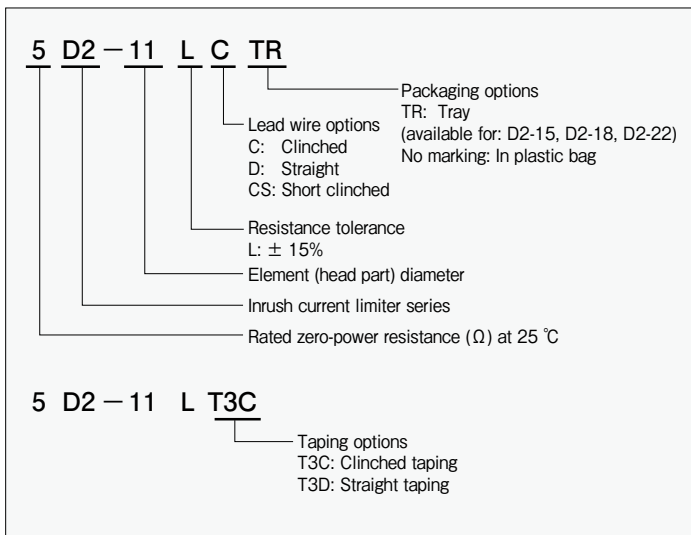 5 D2－11 L C TR
Packaging options
TR: Tray
(available for: D2-15, D2-18, D2-22)
No marking: In plastic bag
Lead wire options
C: Clinched
D: Straight
CS: Short clinched
Resistance tolerance
L: ± 15%
Element (head part) diameter
Inrush current limiter series
Rated zero-power resistance (Ω) at 25 ℃
5 D2－11 L T3C
Taping options
T3C: Clinched taping
T3D: Straight taping